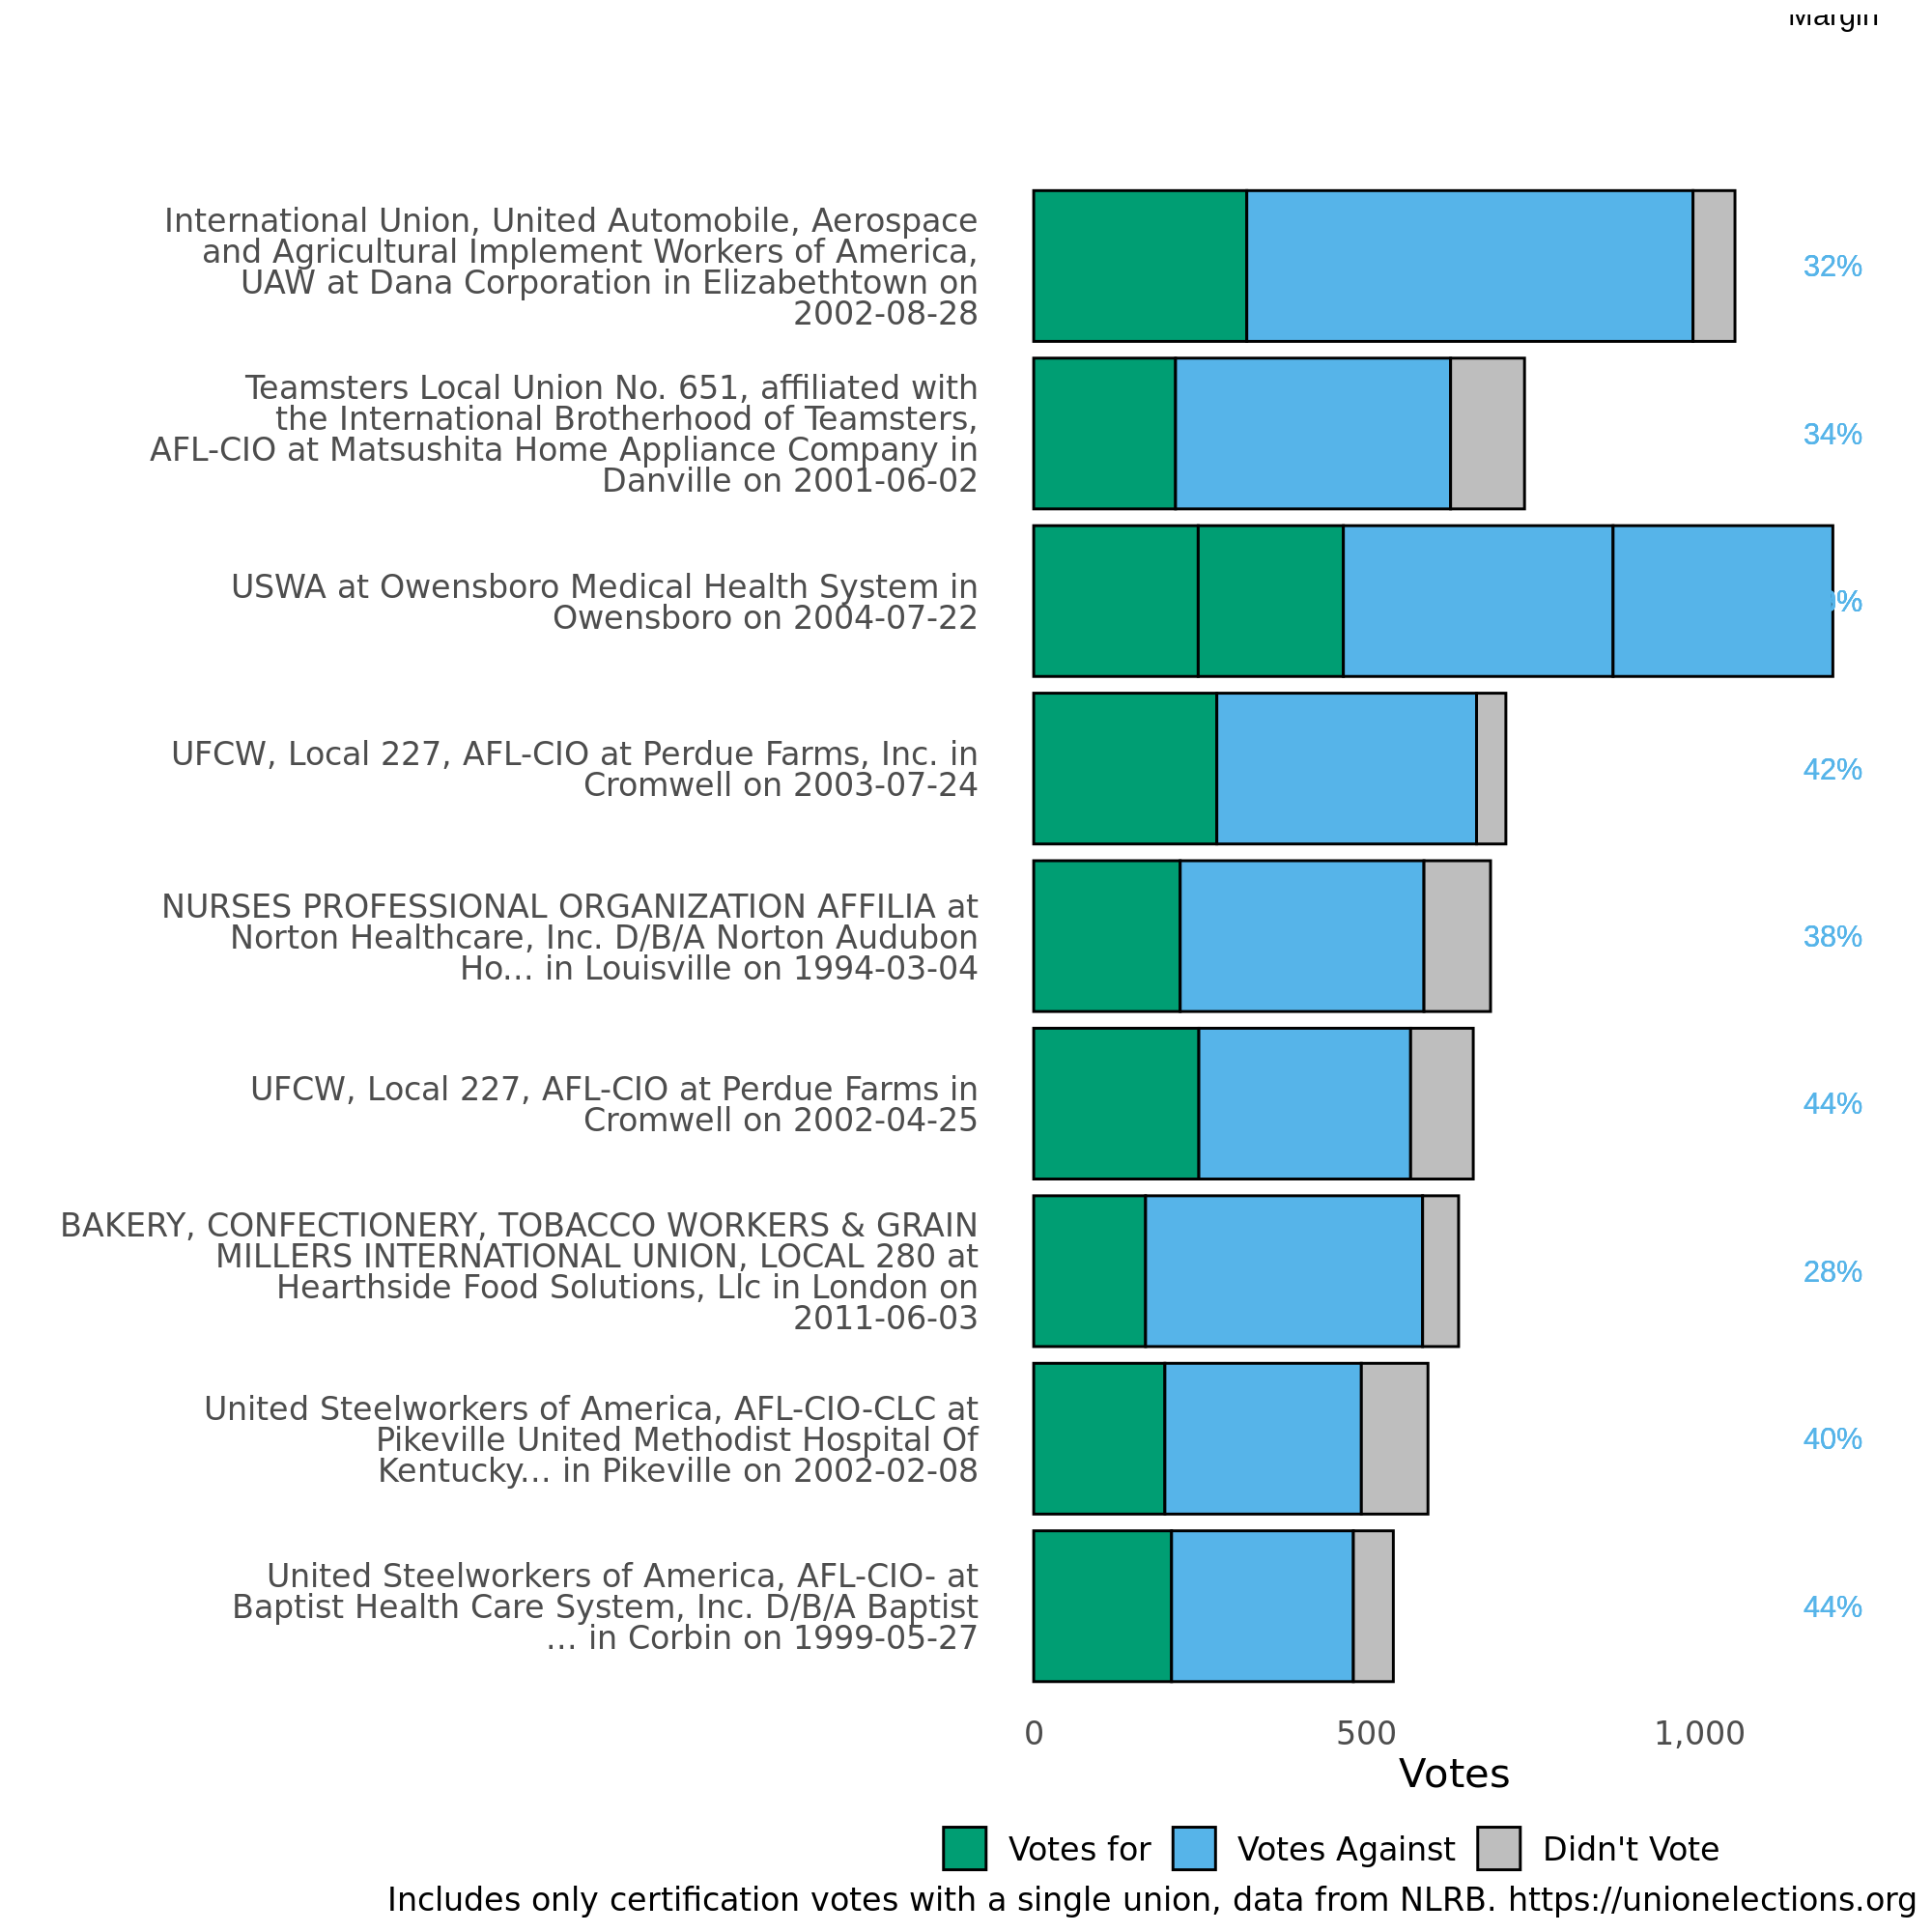 Margin
International Union, United Automobile, Aerospace
and Agricultural Implement Workers of America,
UAW at Dana Corporation in Elizabethtown on
2002-08-28
32%
Teamsters Local Union No. 651, affiliated with
the International Brotherhood of Teamsters,
AFL-CIO at Matsushita Home Appliance Company in
Danville on 2001-06-02
34%
USWA at Owensboro Medical Health System in
Owensboro on 2004-07-22
UFCW, Local 227, AFL-CIO at Perdue Farms, Inc. in
Cromwell on 2003-07-24
42%
NURSES PROFESSIONAL ORGANIZATION AFFILIA at
Norton Healthcare, Inc. D/B/A Norton Audubon
Ho... in Louisville on 1994-03-04
38%
UFCW, Local 227, AFL-CIO at Perdue Farms in
Cromwell on 2002-04-25
44%
BAKERY, CONFECTIONERY, TOBACCO WORKERS & GRAIN
MILLERS INTERNATIONAL UNION, LOCAL 280 at
Hearthside Food Solutions, Llc in London on
2011-06-03
28%
United Steelworkers of America, AFL-CIO-CLC at
Pikeville United Methodist Hospital Of
Kentucky... in Pikeville on 2002-02-08
40%
United Steelworkers of America, AFL-CIO- at
Baptist Health Care System, Inc. D/B/A Baptist
... in Corbin on 1999-05-27
44%
0 500 1,000
Votes
Votes for Votes Against Didn't Vote
Includes only certification votes with a single union, data from NLRB. https://unionelections.org